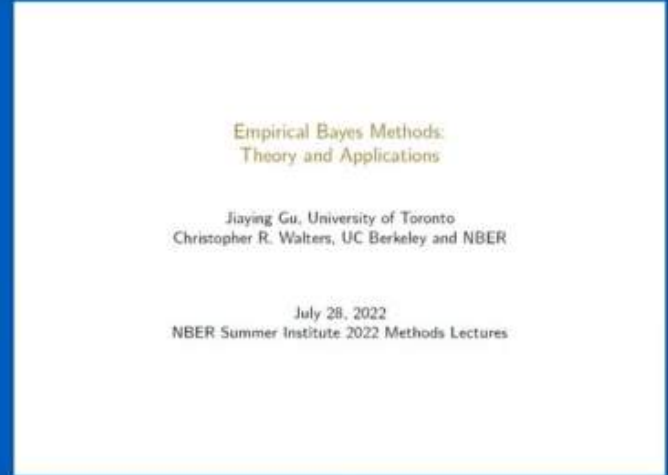 Empirical Bayes Methods:
Theory and Applications
Jiaying Gu, University of Toronto
Christopher R. Walters, UC Berkeley and NBER
July 28, 2022
NBER Summer Institute 2022 Methods Lectures